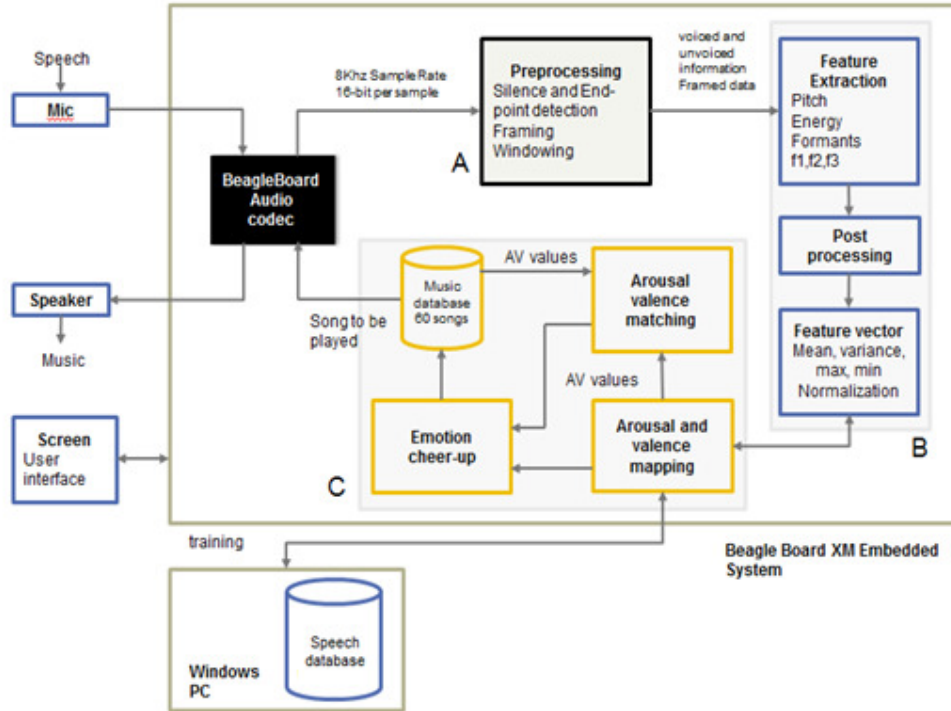 Speech
Mic
BeagleBoard
Audio
codec
8Khz Sample Rate
16-bit per sample
Preprocessing
Silence and End-
point detection
Framing
Windowing
A
voioed and
unvoiced
information
Framed data
Feature
Extraction
Pitch
Energy
Formants
f1,f2,f3
Post
processing
Feature vector
Mean, variance,
max, min
Normalization
B
Speaker
Music
Song to be
played
Music
database
60 songs
AV values
Arousal
valence
matching
AV values
Emotion
cheer-up
Arousal and
valence
mapping
C
Screen
User
interface
training
Beagle Board XM Embedded
System
Speech
database
Windows
PC